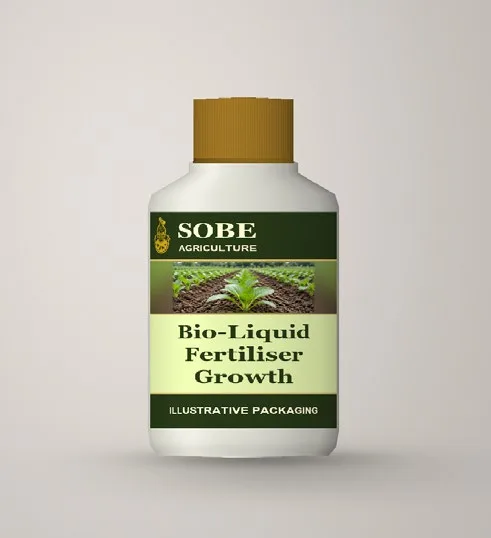 SOBE
AGRICULTURE
Bio-Liquid
Fertiliser
Growth
ILLUSTRATIVE PACKAGING